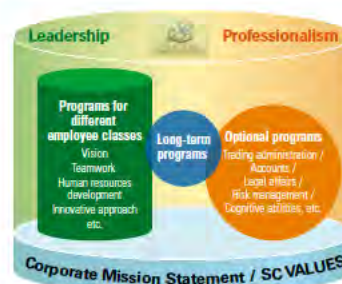 Leadership
Professionalism
Programs for
different
employee classes
Vision
Teamwork
Human resources
development
Innovative approach
etc.
Long-term
programs
Optional programs
Trading administration /
Accounts /
Legal affairs /
Risk management /
Cognitive abilities, etc.
Corporate Mission Statement / SC VALUES